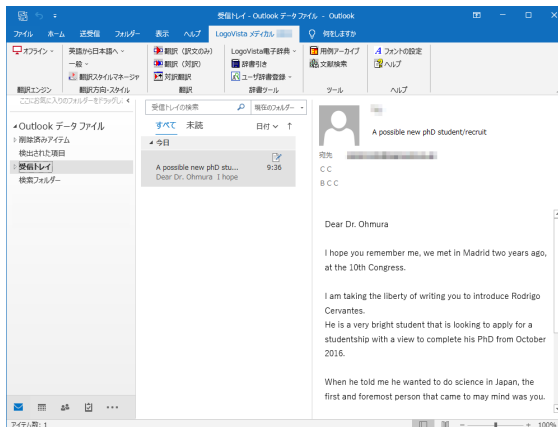 受信トレイ - Outlook データ ファイル - Outlook
ファイル ホーム 送受信 フォルダー 表示 ヘルプ LogoVista メディカル 何をしますか
オフライン
英語から日本語へ
一般
翻訳スタイルマネージャ
翻訳（訳文のみ）
翻訳（対訳）
対訳翻訳
LogoVista電子辞典
辞書引き
ユーザ辞書登録
用例アーカイブ
文献検索
フォントの設定
ヘルプ
翻訳エンジン 翻訳方向・スタイル 翻訳 辞書ツール ツール ヘルプ
ここにお気に入りのフォルダーをドラッグし.
Outlook データ ファイル
削除済みアイテム
検出された項目
受信トレイ
検索フォルダー
受信トレイの検索 現在のフォルダー
すべて 未読 日付
今日
A possible new phD stu... 9:36
Dear Dr. Ohmura I hope
A possible new phD student/recruit
宛先
C C
B C C
Dear Dr. Ohmura
I hope you remember me, we met in Madrid two years ago,
at the 10th Congress.
I am taking the liberty of writing you to introduce Rodrigo
Cervantes.
He is a very bright student that is looking to apply for a
studentship with a view to complete his PhD from October
2016.
When he told me he wanted to do science in Japan, the
first and foremost person that came to may mind was you.
アイテム数: 1
100%